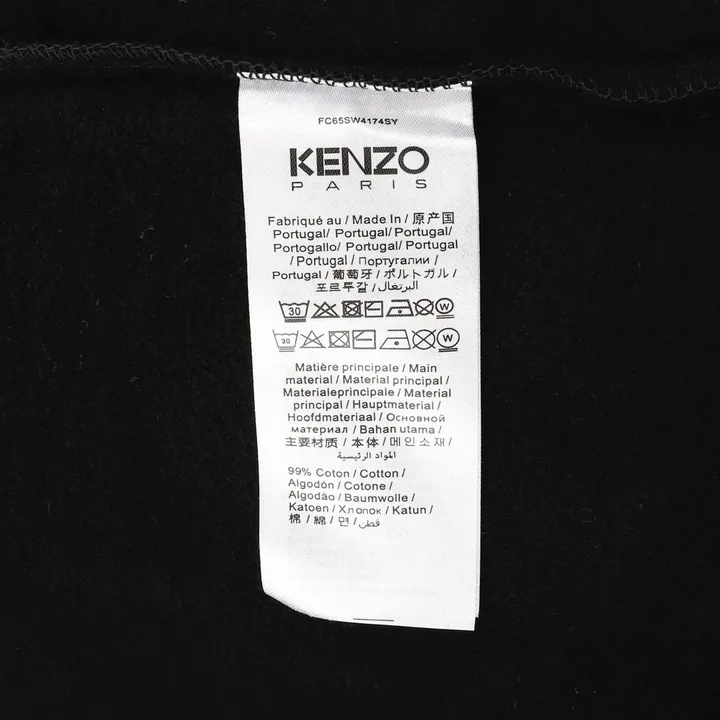 FC65SW4174SY
KENZO
PARIS
Fabriqué au / Made In / 原产国
Portugal/ Portugal/ Portugal/
Portogallo/ Portugal/ Portugal
/ Portugal / Португалии /
Portugal / 葡萄牙 / ポルトガル /
포르투갈 / البرتغال
30
W
30
W
Matière principale / Main
material / Material principal /
Materialeprincipale / Material
principal / Hauptmaterial /
Hoofdmateriaal / Основной
материал / Bahan utama /
主要材质 / 本体 / 메인소재 /
المواد الرئيسية
99% Coton / Cotton /
Algodón / Cotone /
Algodão / Baumwolle /
Katoen / Хлопок / Katun /
棉 / 綿 / 면 / قطن